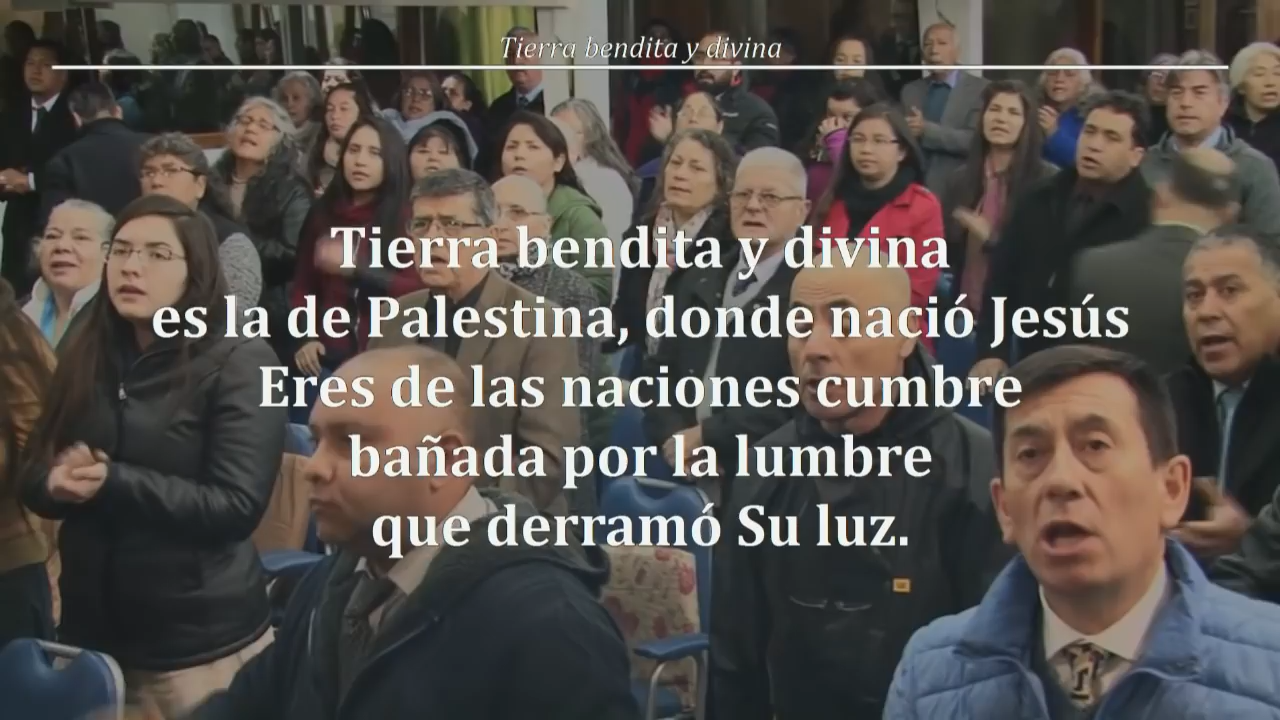 Tierra bendita y divina
Tierra bendita y divina
es la de Palestina, donde nació Jesús
Eres de las naciones cumbre
bañada por la lumbre
que derramó Su luz.